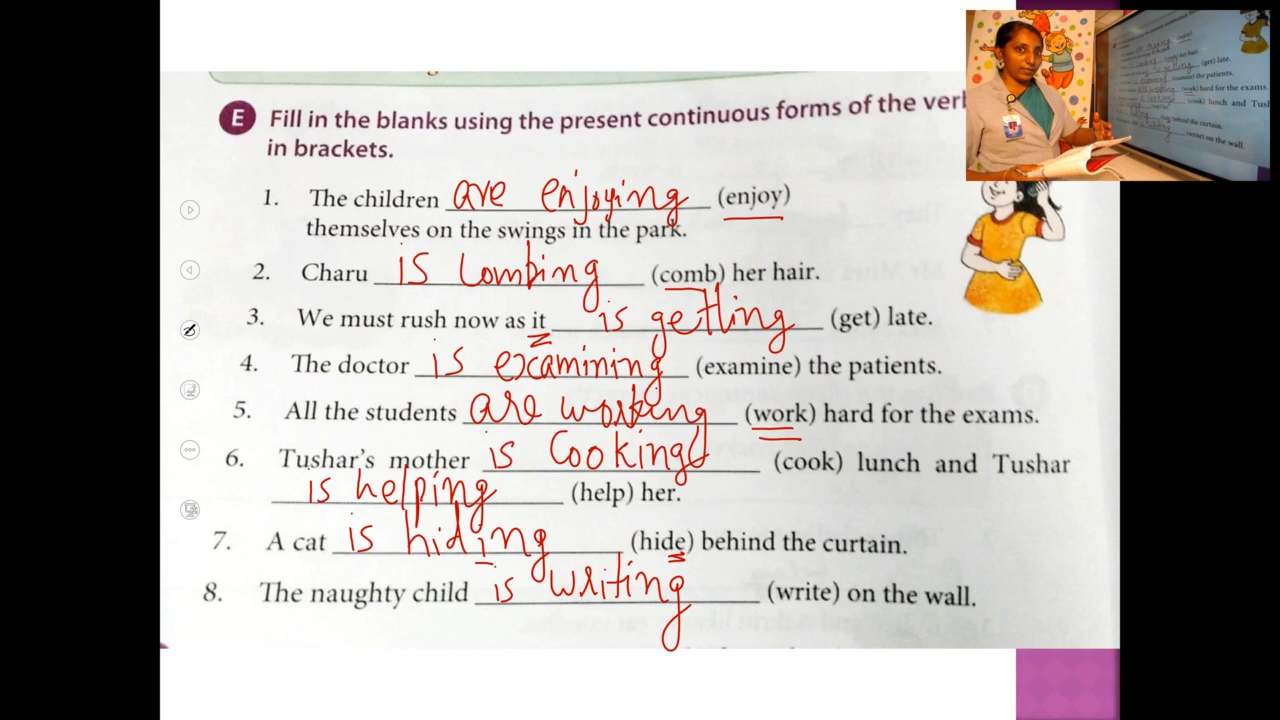 E Fill in the blanks using the present continuous forms of the
in brackets.
1. The children are enjoying (enjoy)
themselves on the swings in the park.
2. Charu is combing (comb) her hair.
3. We must rush now as it is getting (get) late.
4. The doctor is examining (examine) the patients.
5. All the students are working (work) hard for the exams.
6. Tushar's mother is Cooking (cook) lunch and Tushar
is helping (help) her.
7. A cat is hiding (hide) behind the curtain.
8. The naughty child is writing (write) on the wall.